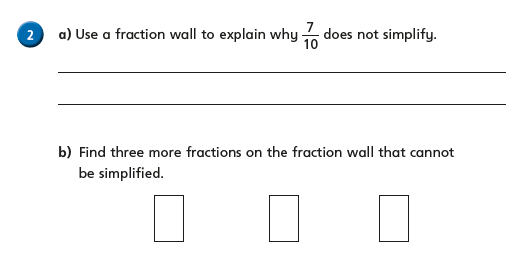 2 a) Use a fraction wall to explain why 7/10 does not simplify.
b) Find three more fractions on the fraction wall that cannot
be simplified.